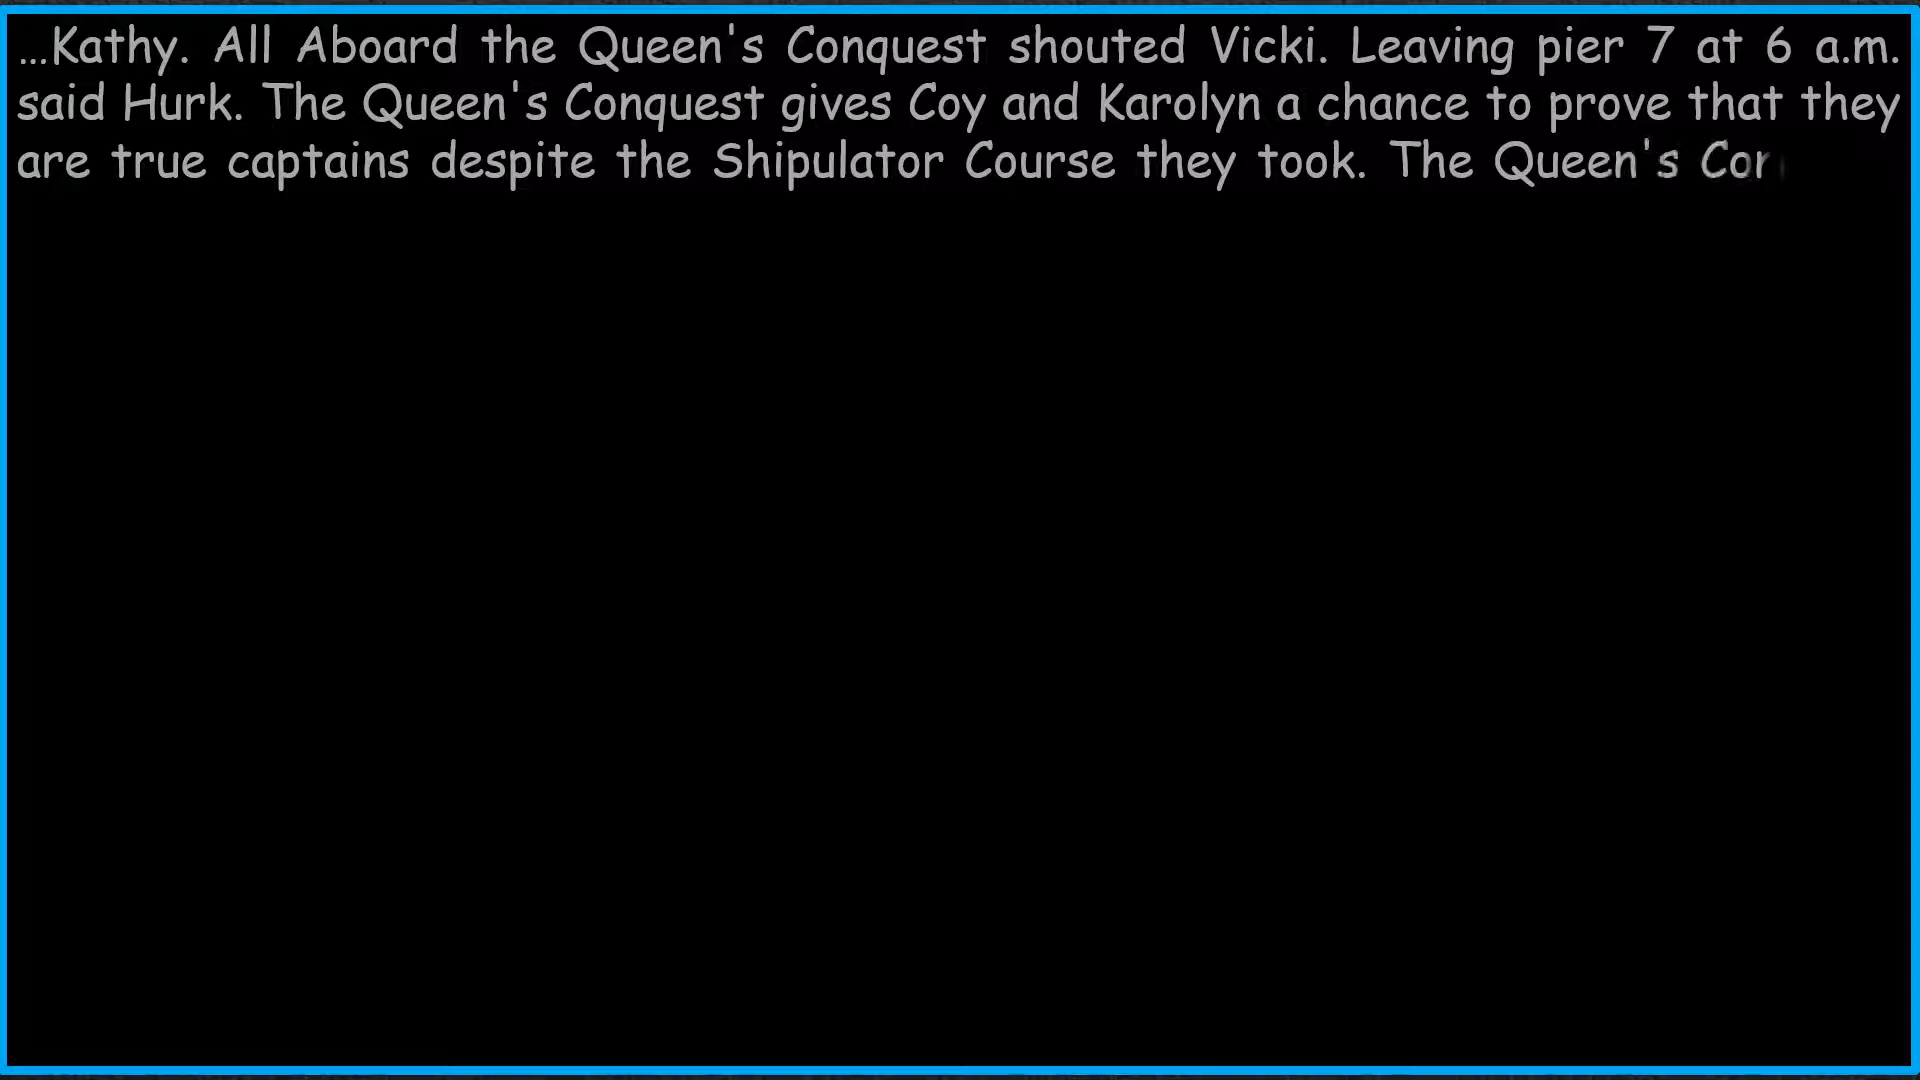 ...Kathy. All Aboard the Queen's Conquest shouted Vicki. Leaving pier 7 at 6 a.m.
said Hurk. The Queen's Conquest gives Coy and Karolyn a chance to prove that they
are true captains despite the Shipulator Course they took. The Queen's